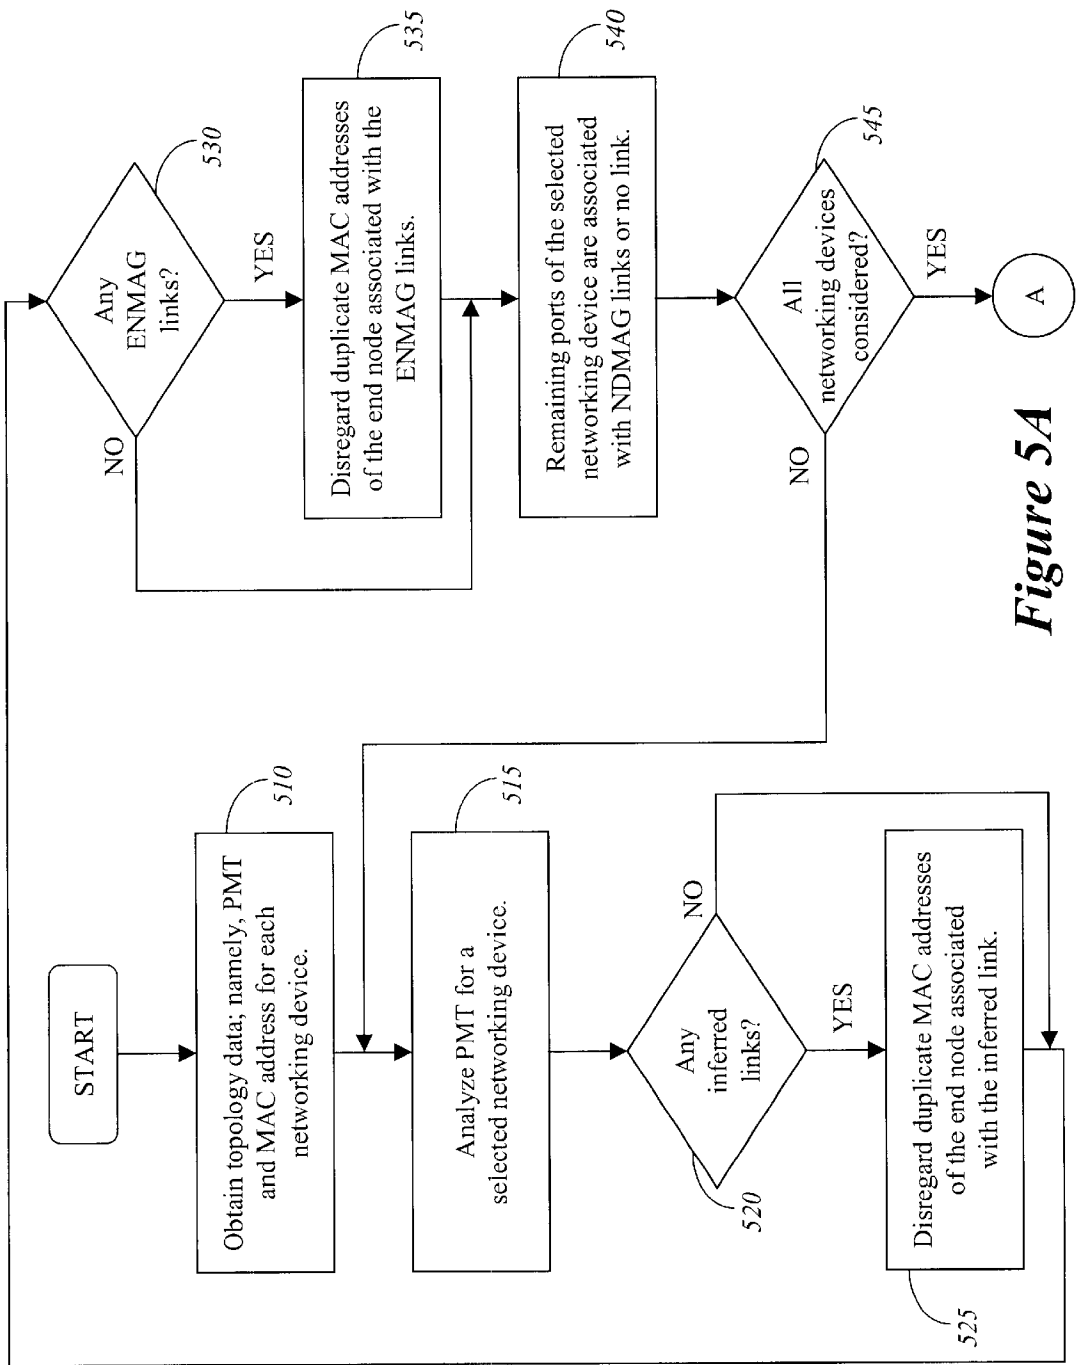 START
Obtain topology data; namely, PMT
and MAC address for each
networking device.
510
Analyze PMT for a
selected networking device.
515
Any
inferred
links?
520
NO
YES
Disregard duplicate MAC addresses
of the end node associated
with the inferred link.
525
Any
ENMAG
links?
530
NO
YES
Disregard duplicate MAC addresses
of the end node associated with the
ENMAG links.
535
Remaining ports of the selected
networking device are associated
with NDMAG links or no link.
540
All
networking devices
considered?
545
NO
YES
A
Figure 5A